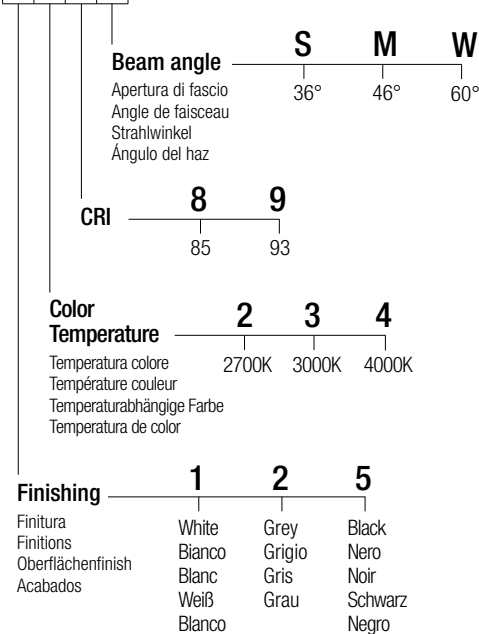 S M W
Beam angle
36° 46° 60°
Apertura di fascio
Angle de faisceau
Strahlwinkel
Ángulo del haz
8 9
CRI
85 93
Color
Temperature
2 3 4
2700K 3000K 4000K
Temperatura colore
Température couleur
Temperaturabhängige Farbe
Temperatura de color
1 2 5
Finishing
Finitura
Finitions
Oberflächenfinish
Acabados
White Grey Black
Bianco Grigio Nero
Blanc Gris Noir
Weiß Grau Schwarz
Blanco Negro